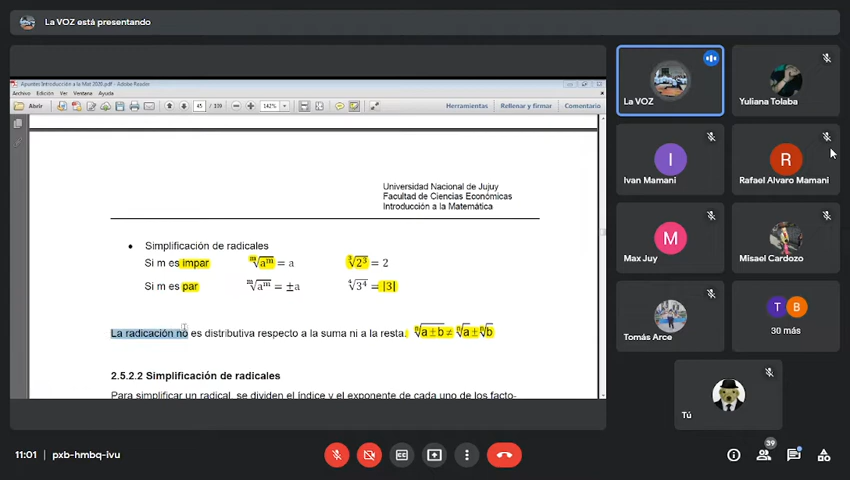 La VOZ está presentando
Apuntes Introducción a la Mat 2020.pdf - Adobe Reader
Archivo Edición Ver Ventana Ayuda
Abrir 45 / 109 142% Herramientas Rellenar y firmar Comentario
Universidad Nacional de Jujuy
Facultad de Ciencias Económicas
Introducción a la Matemática
• Simplificación de radicales
Si m es impar ᵐ√aᵐ = a ³√2³ = 2
Si m es par ᵐ√aᵐ = ±a ⁴√3⁴ = |3|
La radicación no es distributiva respecto a la suma ni a la resta. ⁿ√a±b ≠ ⁿ√a ± ⁿ√b
2.5.2.2 Simplificación de radicales
Para simplificar un radical, se dividen el índice y el exponente de cada uno de los facto-
La VOZ
Yuliana Tolaba
I
Ivan Mamani
R
Rafael Alvaro Mamani
M
Max Juy
Misael Cardozo
Tomás Arce
T B
30 más
Tú
11:01 | pxb-hmbq-ivu
39